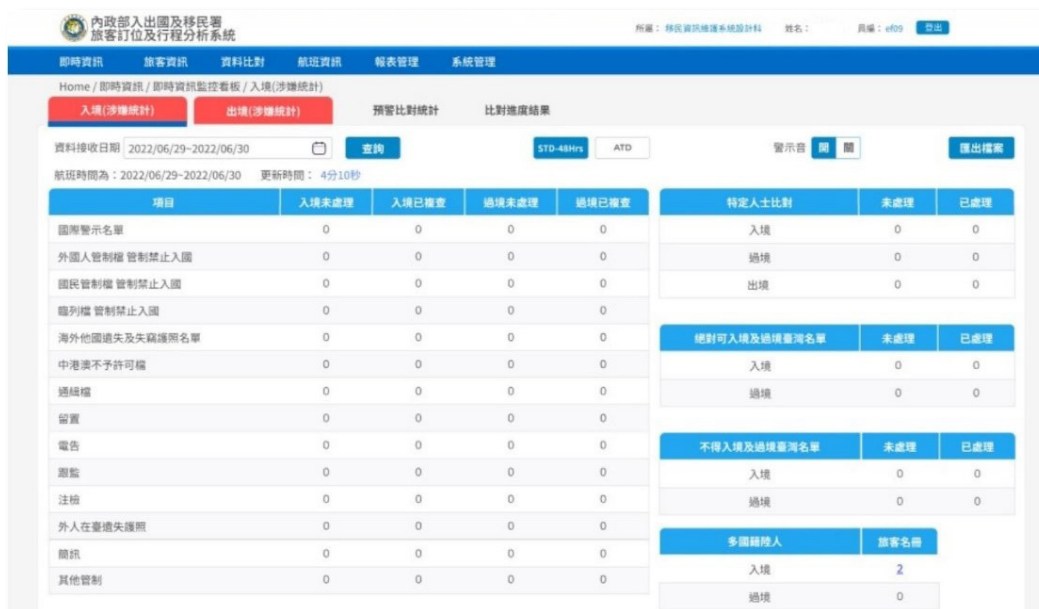 內政部入出國及移民署
旅客訂位及行程分析系統
所屬： 移民資訊維護系統設計科 姓名： 員編： ef09 登出
即時資訊 旅客資訊 資料比對 航班資訊 報表管理 系統管理
Home / 即時資訊 / 即時資訊監控看板 / 入境(涉嫌統計)
入境(涉嫌統計) 出境(涉嫌統計) 預警比對統計 比對進度結果
資料接收日期 2022/06/29~2022/06/30 查詢 STD-48Hrs ATD 警示音 開 關 匯出檔案
航班時間為：2022/06/29~2022/06/30 更新時間： 4分10秒
項目 入境未處理 入境已複查 過境未處理 過境已複查
國際警示名單 0 0 0 0
外國人管制檔 管制禁止入國 0 0 0 0
國民管制檔 管制禁止入國 0 0 0 0
臨列檔 管制禁止入國 0 0 0 0
海外他國遺失及失竊護照名單 0 0 0 0
中港澳不予許可檔 0 0 0 0
通緝檔 0 0 0 0
留置 0 0 0 0
電告 0 0 0 0
跟監 0 0 0 0
注檢 0 0 0 0
外人在臺遺失護照 0 0 0 0
簡訊 0 0 0 0
其他管制 0 0 0 0
特定人士比對 未處理 已處理
入境 0 0
過境 0 0
出境 0 0
絕對可入境及過境臺灣名單 未處理 已處理
入境 0 0
過境 0 0
不得入境及過境臺灣名單 未處理 已處理
入境 0 0
過境 0 0
多國籍陸人 旅客名冊
入境 2
過境 0